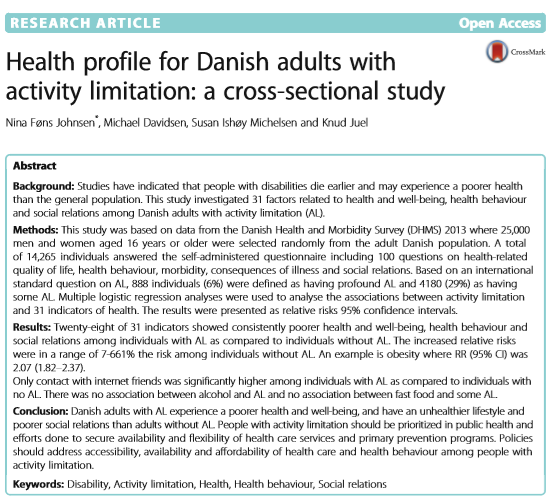 RESEARCH ARTICLE Open Access
CrossMark
Health profile for Danish adults with
activity limitation: a cross-sectional study
Nina Føns Johnsen*, Michael Davidsen, Susan Ishøy Michelsen and Knud Juel
Abstract
Background: Studies have indicated that people with disabilities die earlier and may experience a poorer health
than the general population. This study investigated 31 factors related to health and well-being, health behaviour
and social relations among Danish adults with activity limitation (AL).
Methods: This study was based on data from the Danish Health and Morbidity Survey (DHMS) 2013 where 25,000
men and women aged 16 years or older were selected randomly from the adult Danish population. A total
of 14,265 individuals answered the self-administered questionnaire including 100 questions on health-related
quality of life, health behaviour, morbidity, consequences of illness and social relations. Based on an international
standard question on AL, 888 individuals (6%) were defined as having profound AL and 4180 (29%) as having
some AL. Multiple logistic regression analyses were used to analyse the associations between activity limitation
and 31 indicators of health. The results were presented as relative risks 95% confidence intervals.
Results: Twenty-eight of 31 indicators showed consistently poorer health and well-being, health behaviour and
social relations among individuals with AL as compared to individuals without AL. The increased relative risks
were in a range of 7-661% the risk among individuals without AL. An example is obesity where RR (95% CI) was
2.07 (1.82–2.37).
Only contact with internet friends was significantly higher among individuals with AL as compared to individuals with
no AL. There was no association between alcohol and AL and no association between fast food and some AL.
Conclusion: Danish adults with AL experience a poorer health and well-being, and have an unhealthier lifestyle and
poorer social relations than adults without AL. People with activity limitation should be prioritized in public health and
efforts done to secure availability and flexibility of health care services and primary prevention programs. Policies
should address accessibility, availability and affordability of health care and health behaviour among people with
activity limitation.
Keywords: Disability, Activity limitation, Health, Health behaviour, Social relations